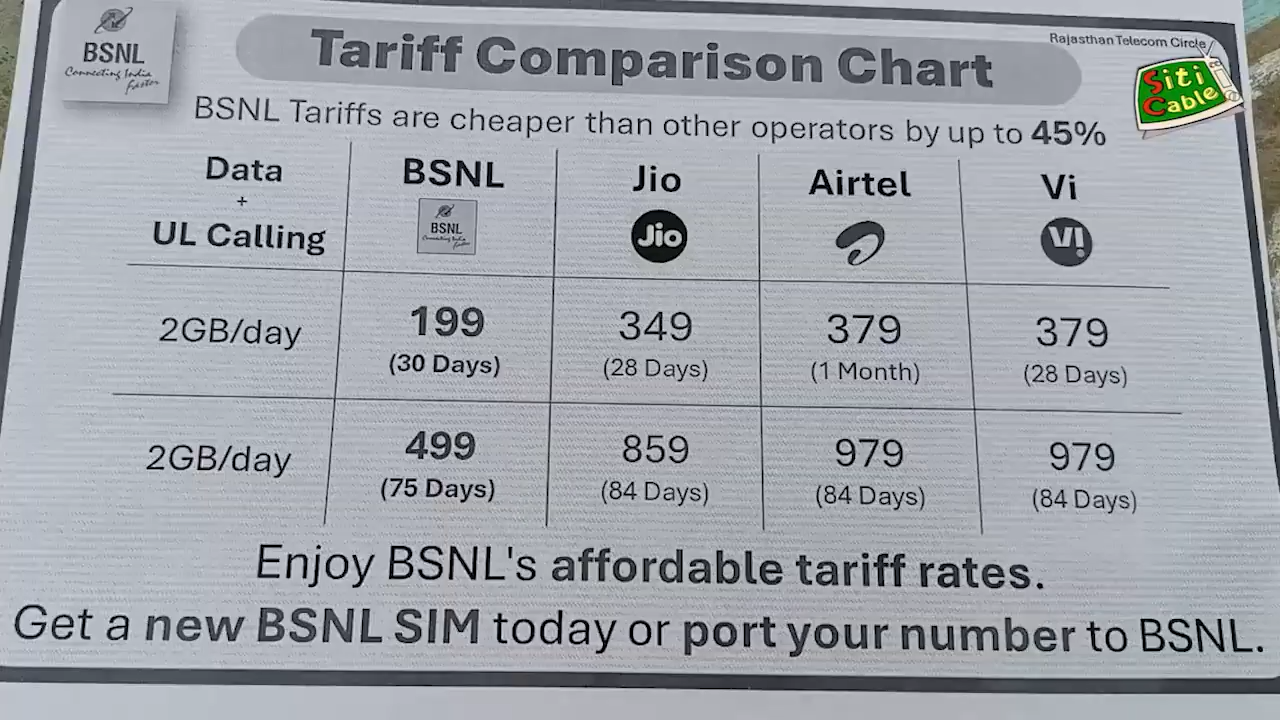 BSNL
Connecting India
Faster
Tariff Comparison Chart
Rajasthan Telecom Circle
Siti
Cable
BSNL Tariffs are cheaper than other operators by up to 45%
Data + UL Calling BSNL Jio Airtel Vi
BSNL
Connecting India
Faster
Jio
V!
2GB/day 199 349 379 379
(30 Days) (28 Days) (1 Month) (28 Days)
2GB/day 499 859 979 979
(75 Days) (84 Days) (84 Days) (84 Days)
Enjoy BSNL's affordable tariff rates.
Get a new BSNL SIM today or port your number to BSNL.